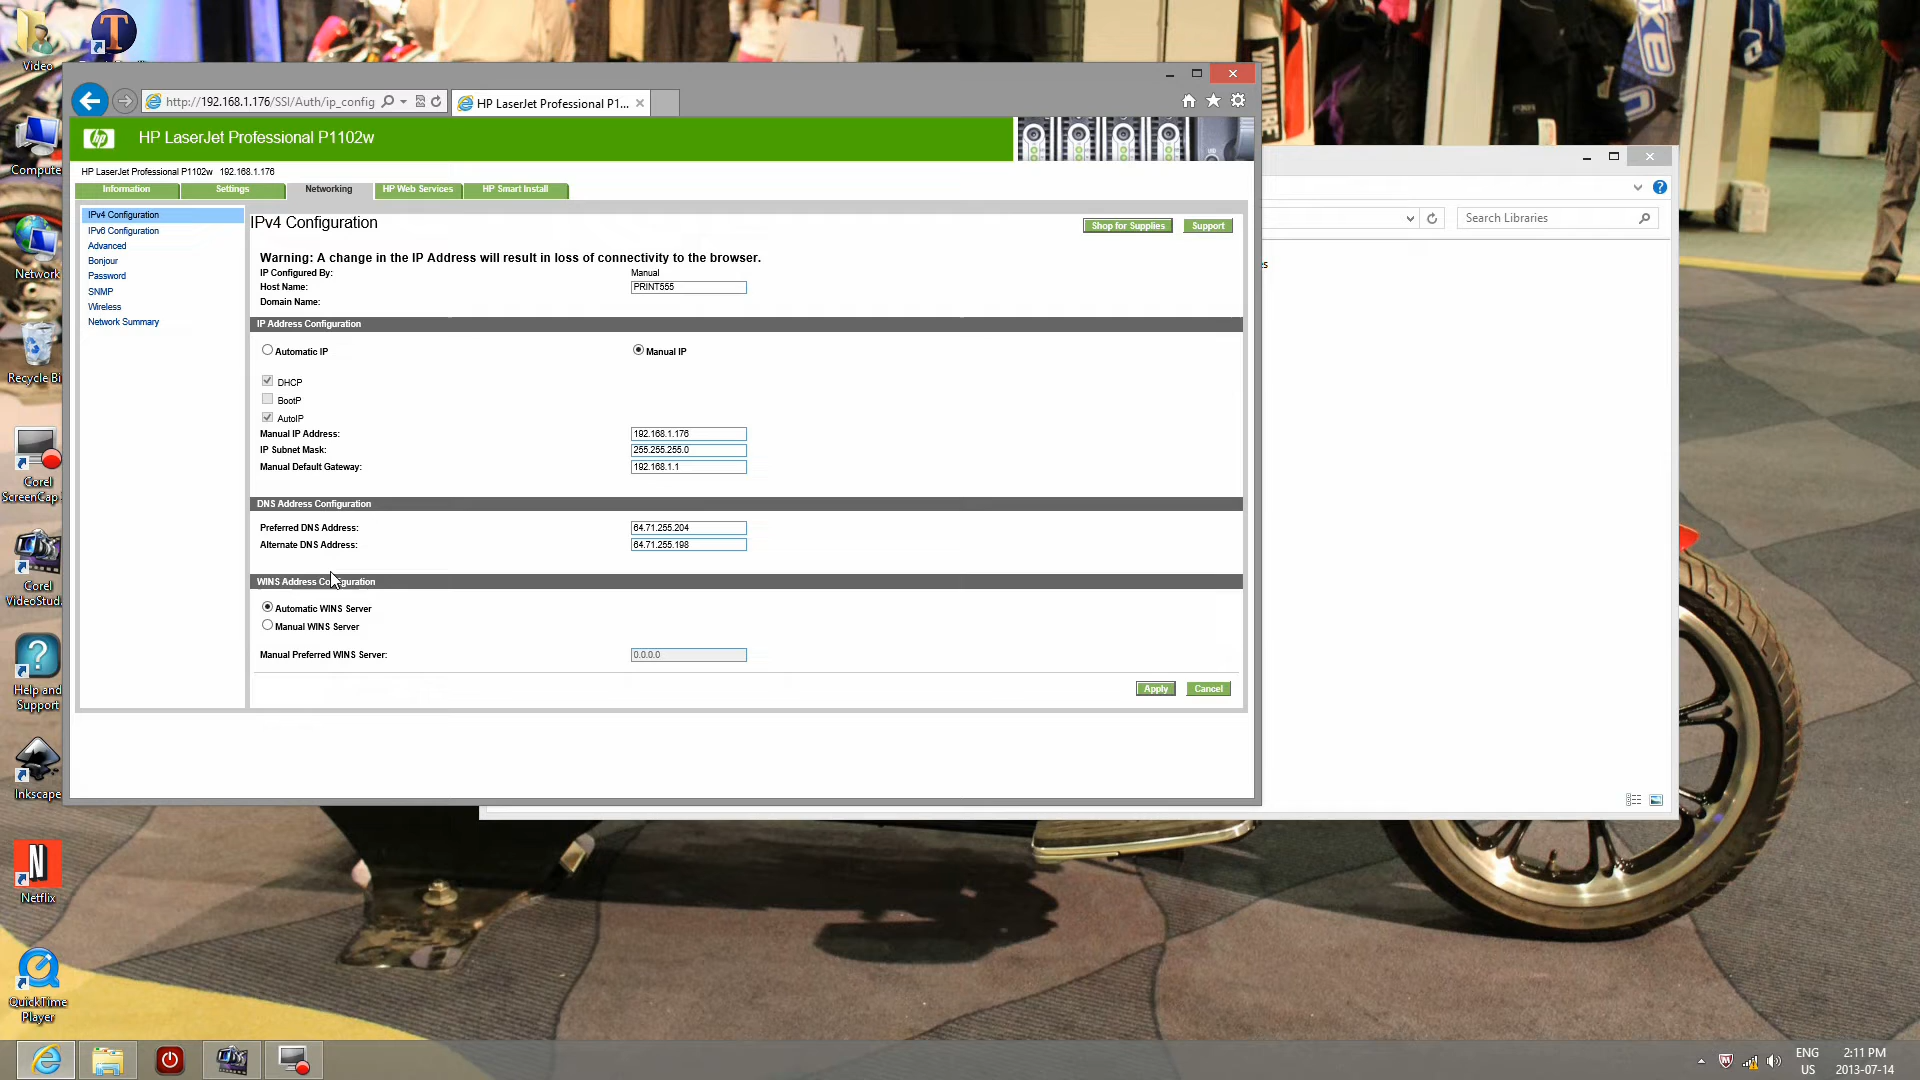 Video
http://192.168.1.176/SSI/Auth/ip_config
HP LaserJet Professional P1...
hp
HP LaserJet Professional P1102w
HP LaserJet Professional P1102w 192.168.1.176
Information
Settings
Networking
HP Web Services
HP Smart Install
IPv4 Configuration
IPv6 Configuration
Advanced
Bonjour
Password
SNMP
Wireless
Network Summary
IPv4 Configuration
Shop for Supplies
Support
Warning: A change in the IP Address will result in loss of connectivity to the browser.
IP Configured By:
Manual
Host Name:
PRINT555
Domain Name:
IP Address Configuration
Automatic IP
Manual IP
DHCP
BootP
AutoIP
Manual IP Address:
192.168.1.176
IP Subnet Mask:
255.255.255.0
Manual Default Gateway:
192.168.1.1
DNS Address Configuration
Preferred DNS Address:
64.71.255.204
Alternate DNS Address:
64.71.255.198
WINS Address Configuration
Automatic WINS Server
Manual WINS Server
Manual Preferred WINS Server:
0.0.0.0
Apply
Cancel
Search Libraries
es
Compute
Network
Recycle Bi
Corel
ScreenCap
Corel
VideoStud
Help and
Support
Inkscape
N
Netflix
QuickTime
Player
ENG
US
2:11 PM
2013-07-14